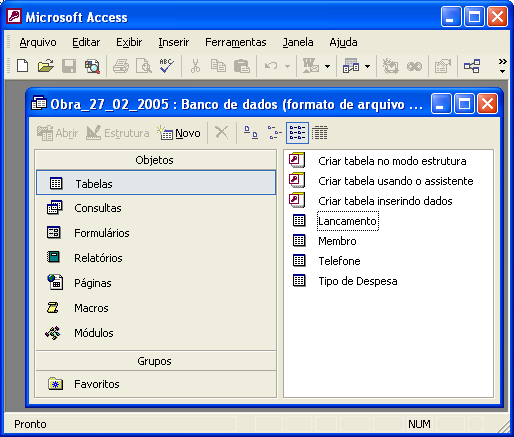 Microsoft Access
Arquivo Editar Exibir Inserir Ferramentas Janela Ajuda
Obra_27_02_2005 : Banco de dados (formato de arquivo ...
Abrir Estrutura Novo
Objetos
Tabelas
Consultas
Formulários
Relatórios
Páginas
Macros
Módulos
Grupos
Favoritos
Criar tabela no modo estrutura
Criar tabela usando o assistente
Criar tabela inserindo dados
Lancamento
Membro
Telefone
Tipo de Despesa
Pronto NUM